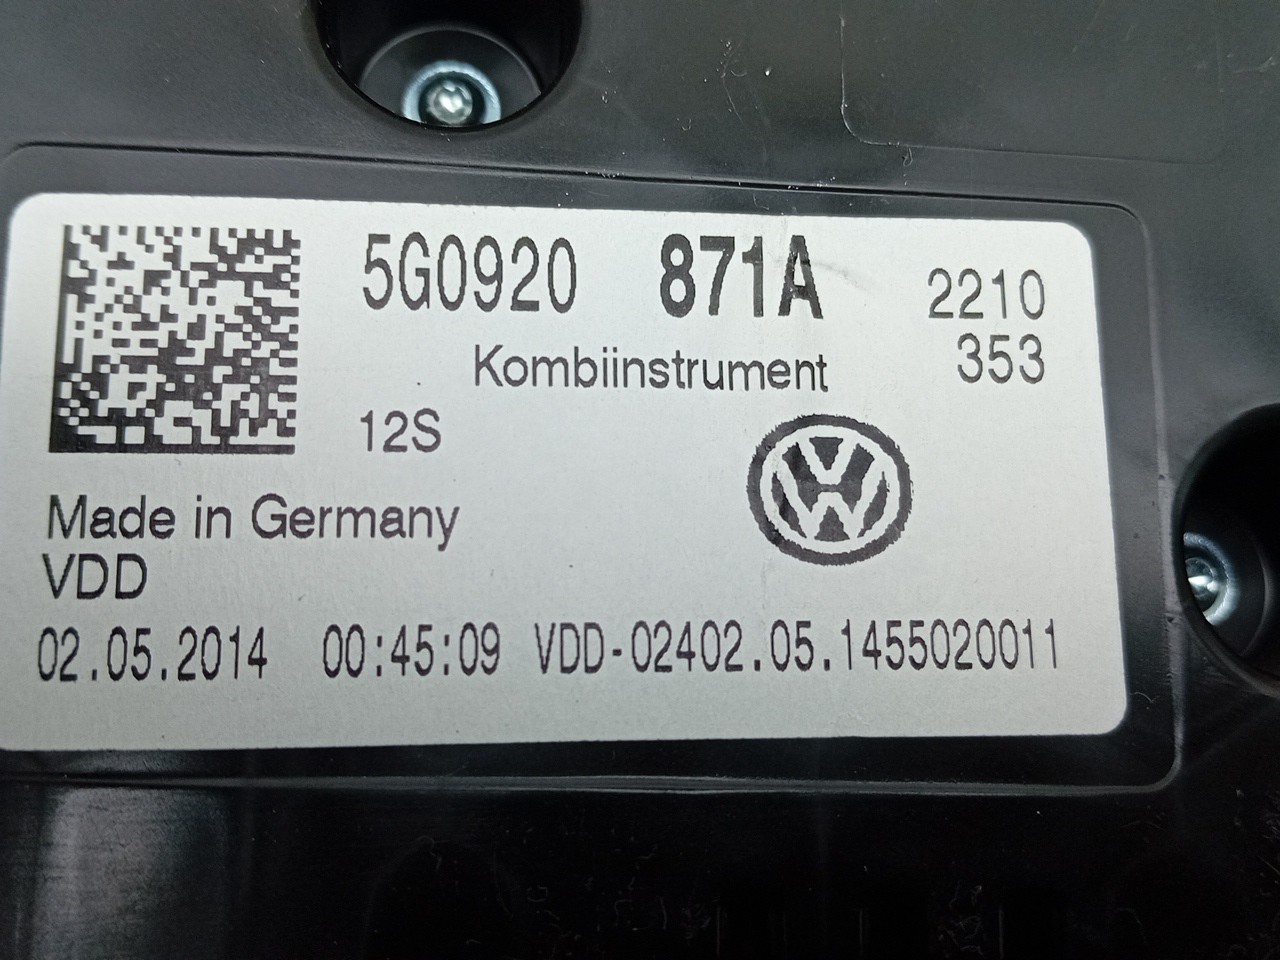 5G0920 871A 2210
Kombiinstrument 353
12S
Made in Germany
VDD
02.05.2014 00:45:09 VDD-02402.05.1455020011